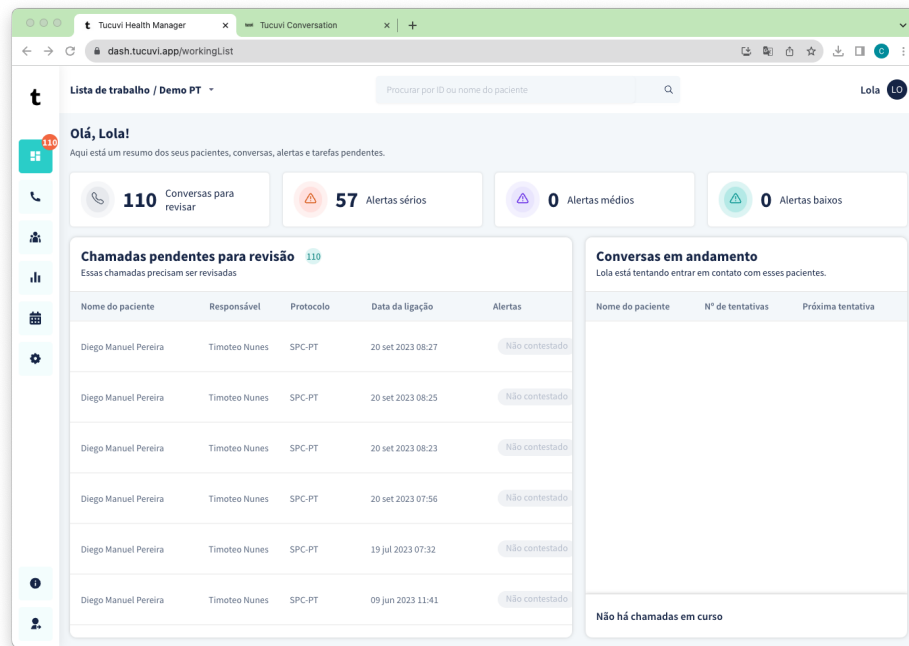 Tucuvi Health Manager
Tucuvi Conversation
dash.tucuvi.app/workingList
C
t
Lista de trabalho / Demo PT
Procurar por ID ou nome do paciente
Lola
LO
110
Olá, Lola!
Aqui está um resumo dos seus pacientes, conversas, alertas e tarefas pendentes.
110 Conversas para revisar
57 Alertas sérios
0 Alertas médios
0 Alertas baixos
Chamadas pendentes para revisão 110
Essas chamadas precisam ser revisadas
Nome do paciente Responsável Protocolo Data da ligação Alertas
Diego Manuel Pereira Timoteo Nunes SPC-PT 20 set 2023 08:27 Não contestado
Diego Manuel Pereira Timoteo Nunes SPC-PT 20 set 2023 08:25 Não contestado
Diego Manuel Pereira Timoteo Nunes SPC-PT 20 set 2023 08:23 Não contestado
Diego Manuel Pereira Timoteo Nunes SPC-PT 20 set 2023 07:56 Não contestado
Diego Manuel Pereira Timoteo Nunes SPC-PT 19 jul 2023 07:32 Não contestado
Diego Manuel Pereira Timoteo Nunes SPC-PT 09 jun 2023 11:41 Não contestado
Conversas em andamento
Lola está tentando entrar em contato com esses pacientes.
Nome do paciente Nº de tentativas Próxima tentativa
Não há chamadas em curso